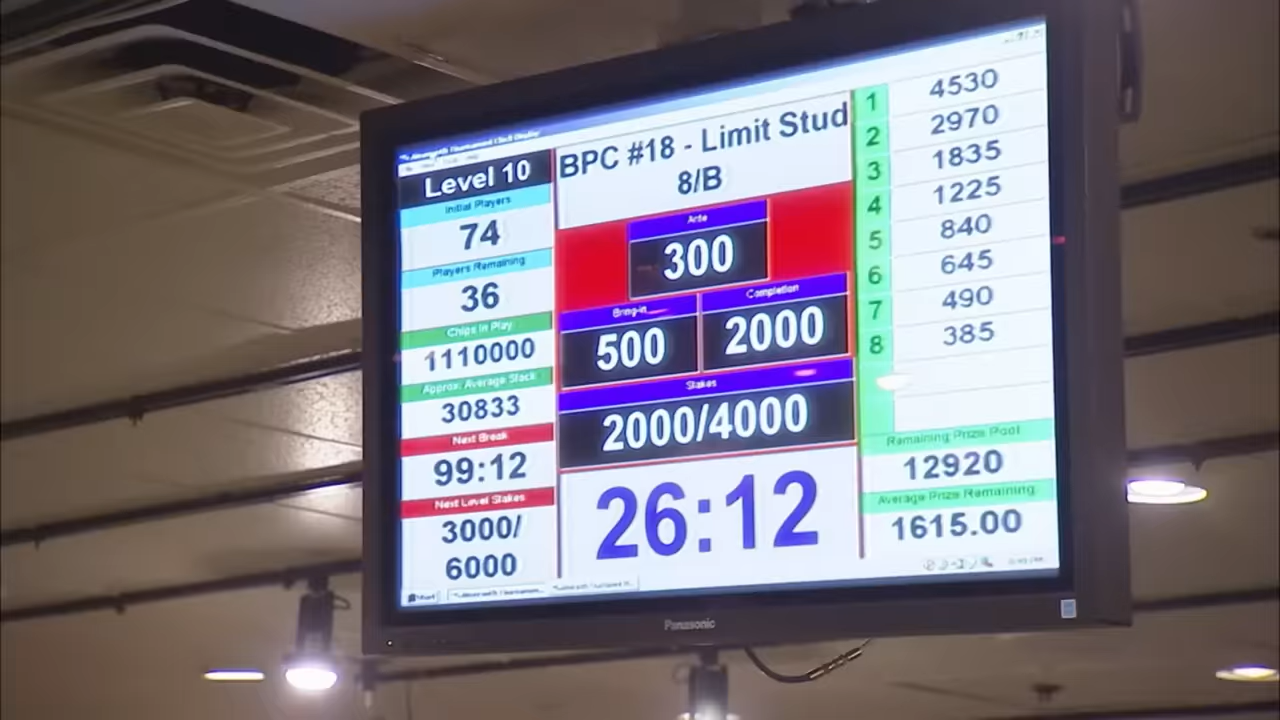 Level 10
Initial Players
74
Players Remaining
36
Chips In Play
1110000
Approx. Average Stack
30833
Next Break
99:12
Next Level Stakes
3000/
6000
BPC #18 - Limit Stud
8/B
Ante
300
Bring-in
500
Completion
2000
Stakes
2000/4000
26:12
1 4530
2 2970
3 1835
4 1225
5 840
6 645
7 490
8 385
Remaining Prize Pool
12920
Average Prize Remaining
1615.00
Start
Panasonic